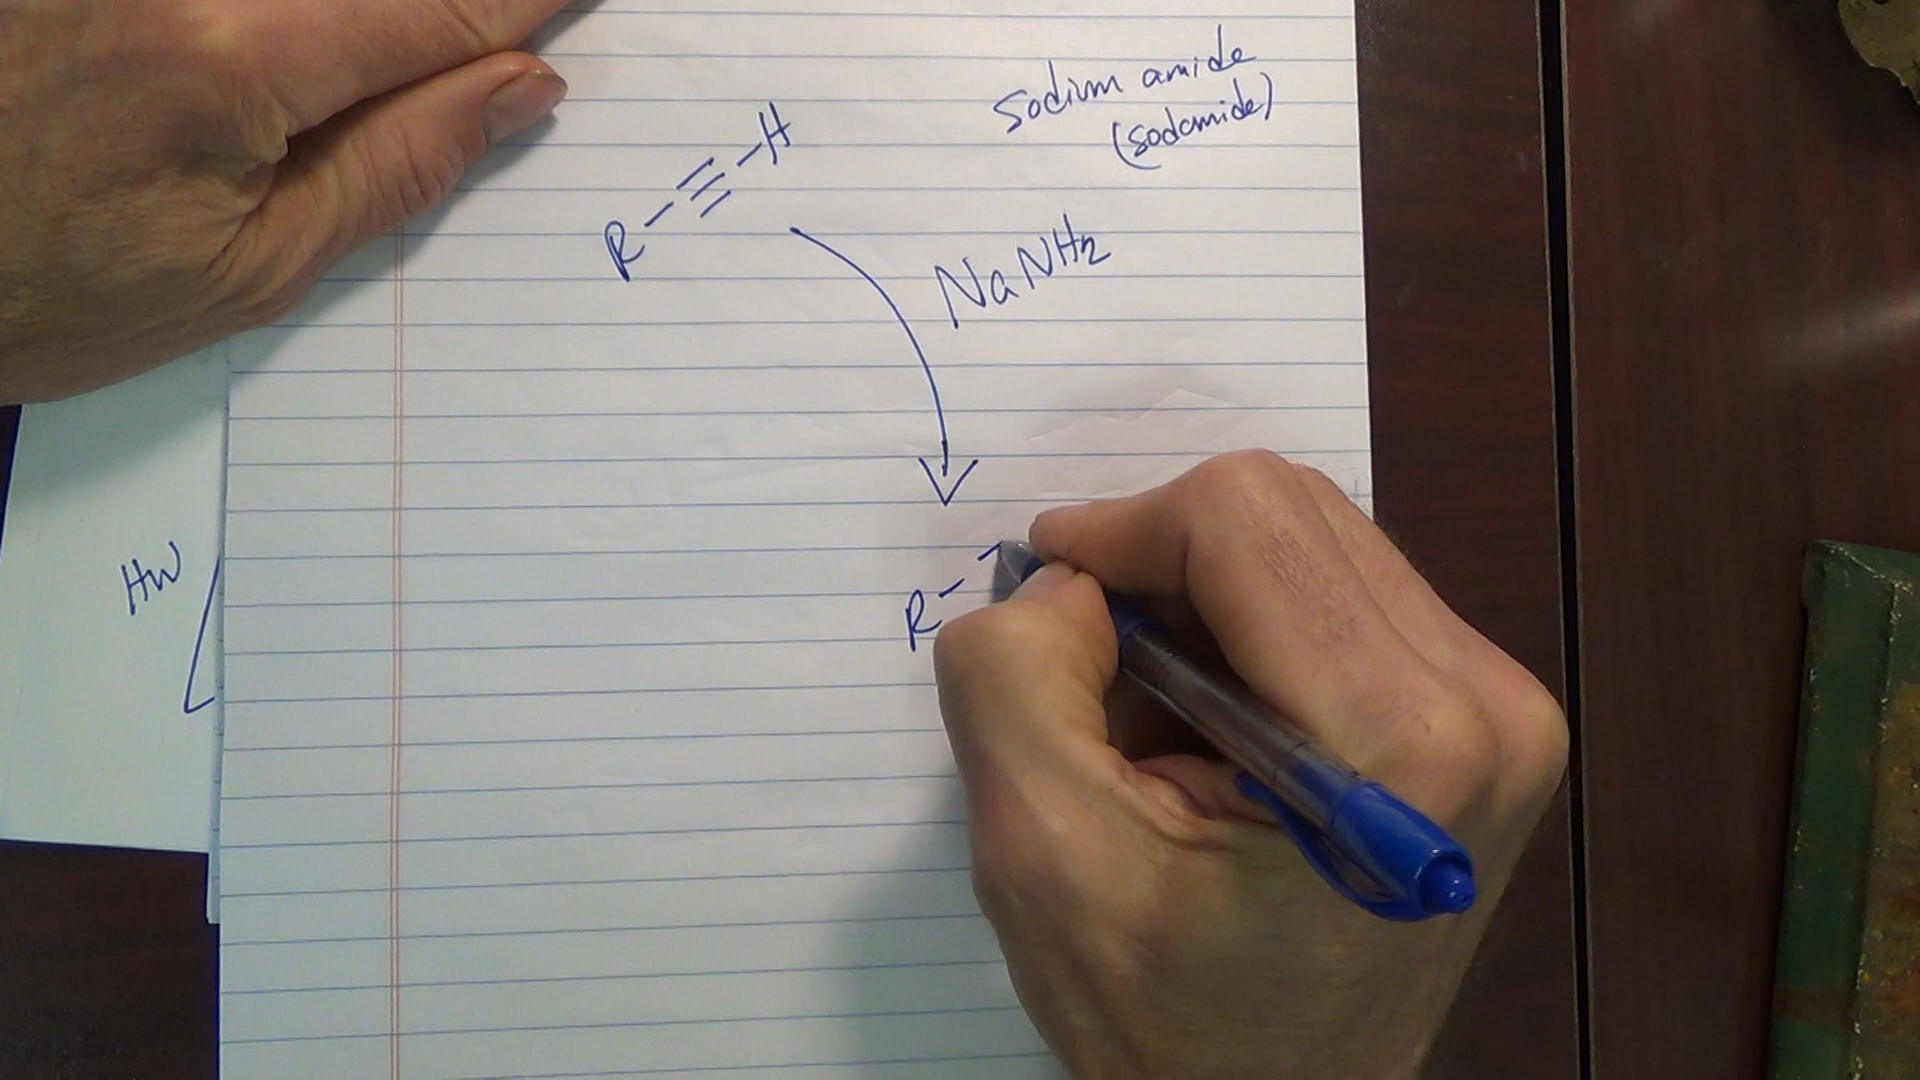 Sodium amide
(sodamide)
R-≡-H
NaNH2
R-
HW